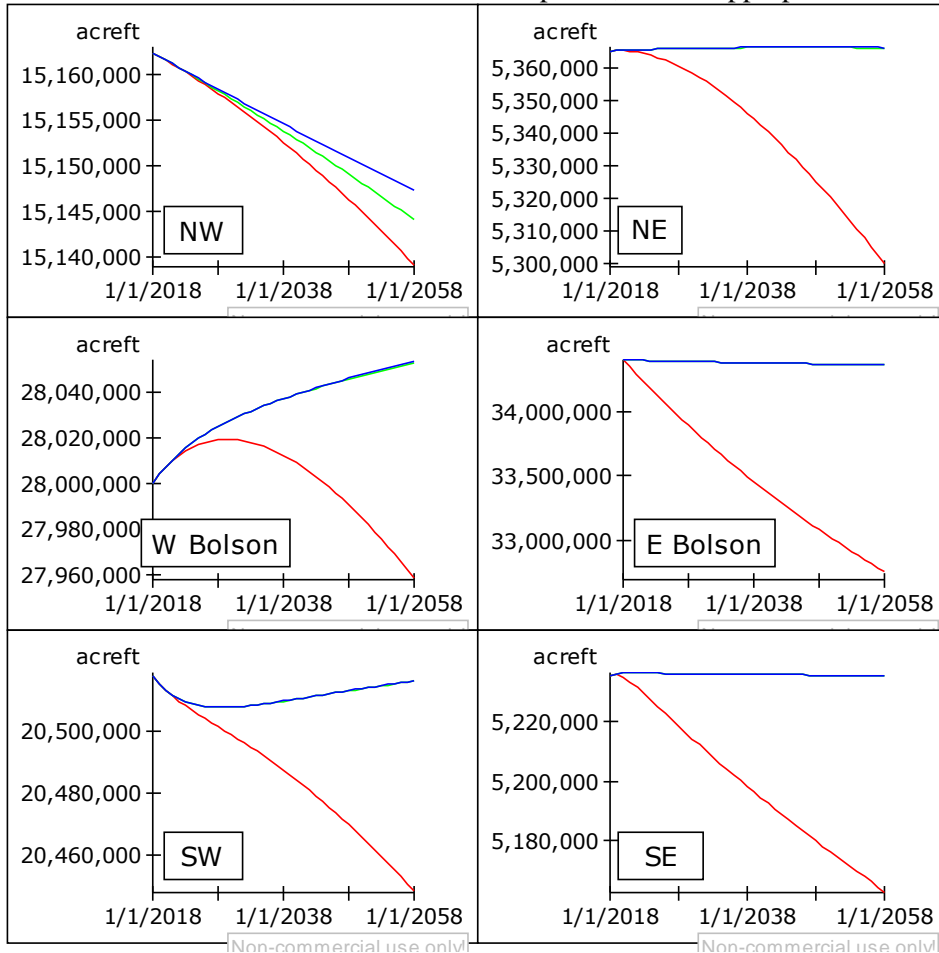 acreft
15,160,000
15,155,000
15,150,000
15,145,000
15,140,000
NW
1/1/2018 1/1/2038 1/1/2058
acreft
5,360,000
5,350,000
5,340,000
5,330,000
5,320,000
5,310,000
5,300,000
NE
1/1/2018 1/1/2038 1/1/2058
acreft
28,040,000
28,020,000
28,000,000
27,980,000
27,960,000
W Bolson
1/1/2018 1/1/2038 1/1/2058
acreft
34,000,000
33,500,000
33,000,000
E Bolson
1/1/2018 1/1/2038 1/1/2058
acreft
20,500,000
20,480,000
20,460,000
SW
1/1/2018 1/1/2038 1/1/2058
Non-commercial use only!
acreft
5,220,000
5,200,000
5,180,000
SE
1/1/2018 1/1/2038 1/1/2058
Non-commercial use only!